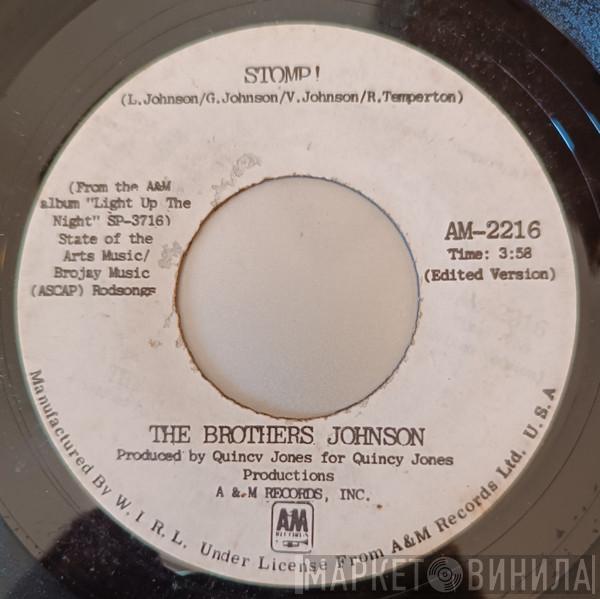 STOMP!
(L.Johnson/G.Johnson/V.Johnson/R.Temperton)
(From the A&M
album "Light Up The
Night" SP-3716)
State of the
Arts Music/
Brojay Music
(ASCAP) Rodsongs
AM-2216
Time: 3:58
(Edited Version)
THE BROTHERS JOHNSON
Produced by Quincy Jones for Quincy Jones
Productions
A & M RECORDS, INC.
AM
RECORDS
Manufactured By W. I. R. L. Under License From A&M Records Ltd. U. S. A
МАРКЕТ ВИНИЛА